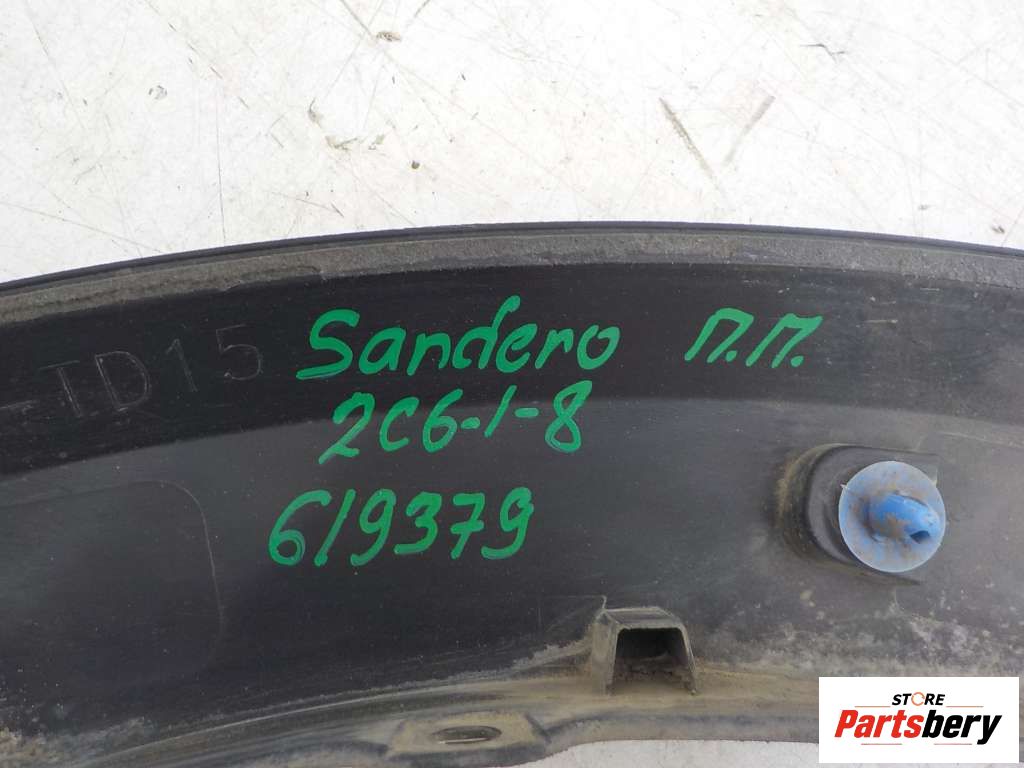 Sandero п.п.
-TD15
2C6-1-8
619379
STORE
Partsbery